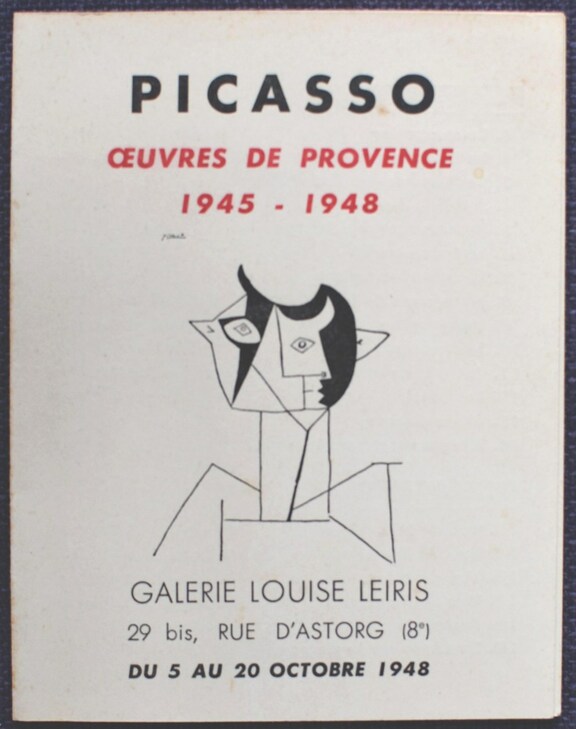 PICASSO
ŒUVRES DE PROVENCE
1945 - 1948
GALERIE LOUISE LEIRIS
29 bis, RUE D'ASTORG (8e)
DU 5 AU 20 OCTOBRE 1948